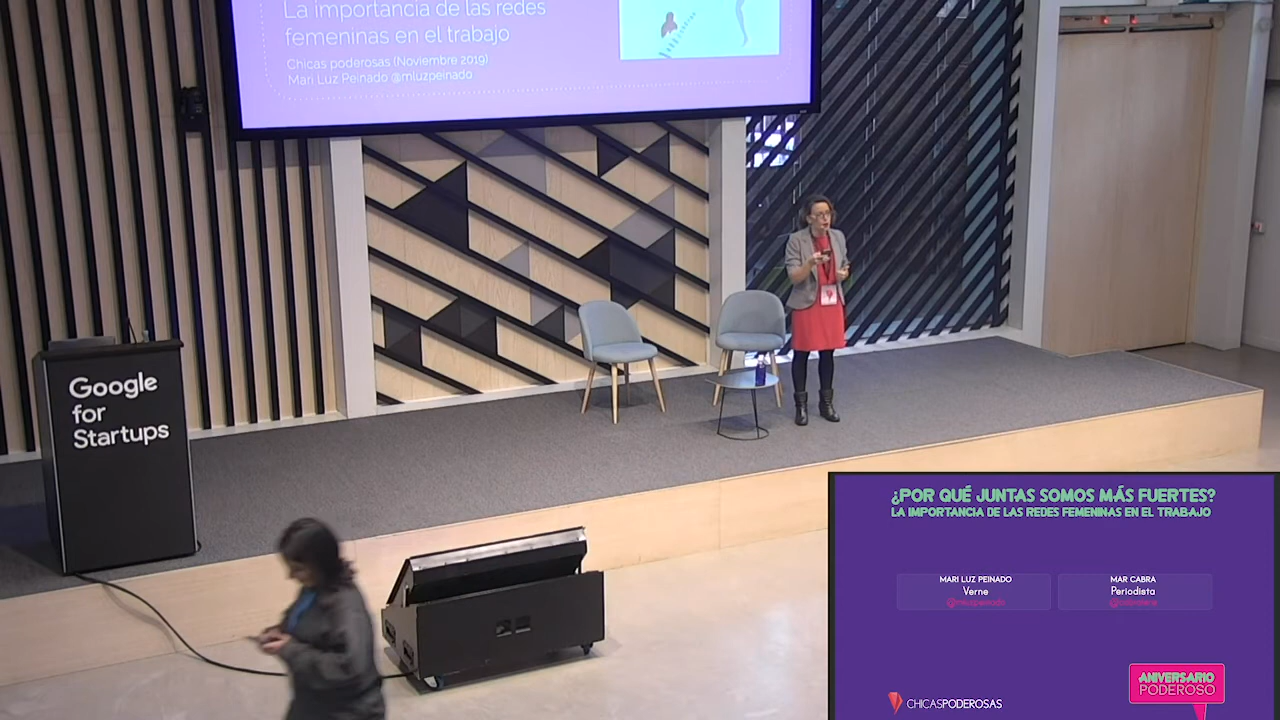 La importancia de las redes
femeninas en el trabajo
Chicas poderosas (Noviembre 2019)
Mari Luz Peinado @mluzpeinado
Google
for
Startups
¿POR QUÉ JUNTAS SOMOS MÁS FUERTES?
LA IMPORTANCIA DE LAS REDES FEMENINAS EN EL TRABAJO
MARI LUZ PEINADO
Verne
@mluzpeinado
MAR CABRA
Periodista
ANIVERSARIO
PODEROSO
CHICASPODEROSAS